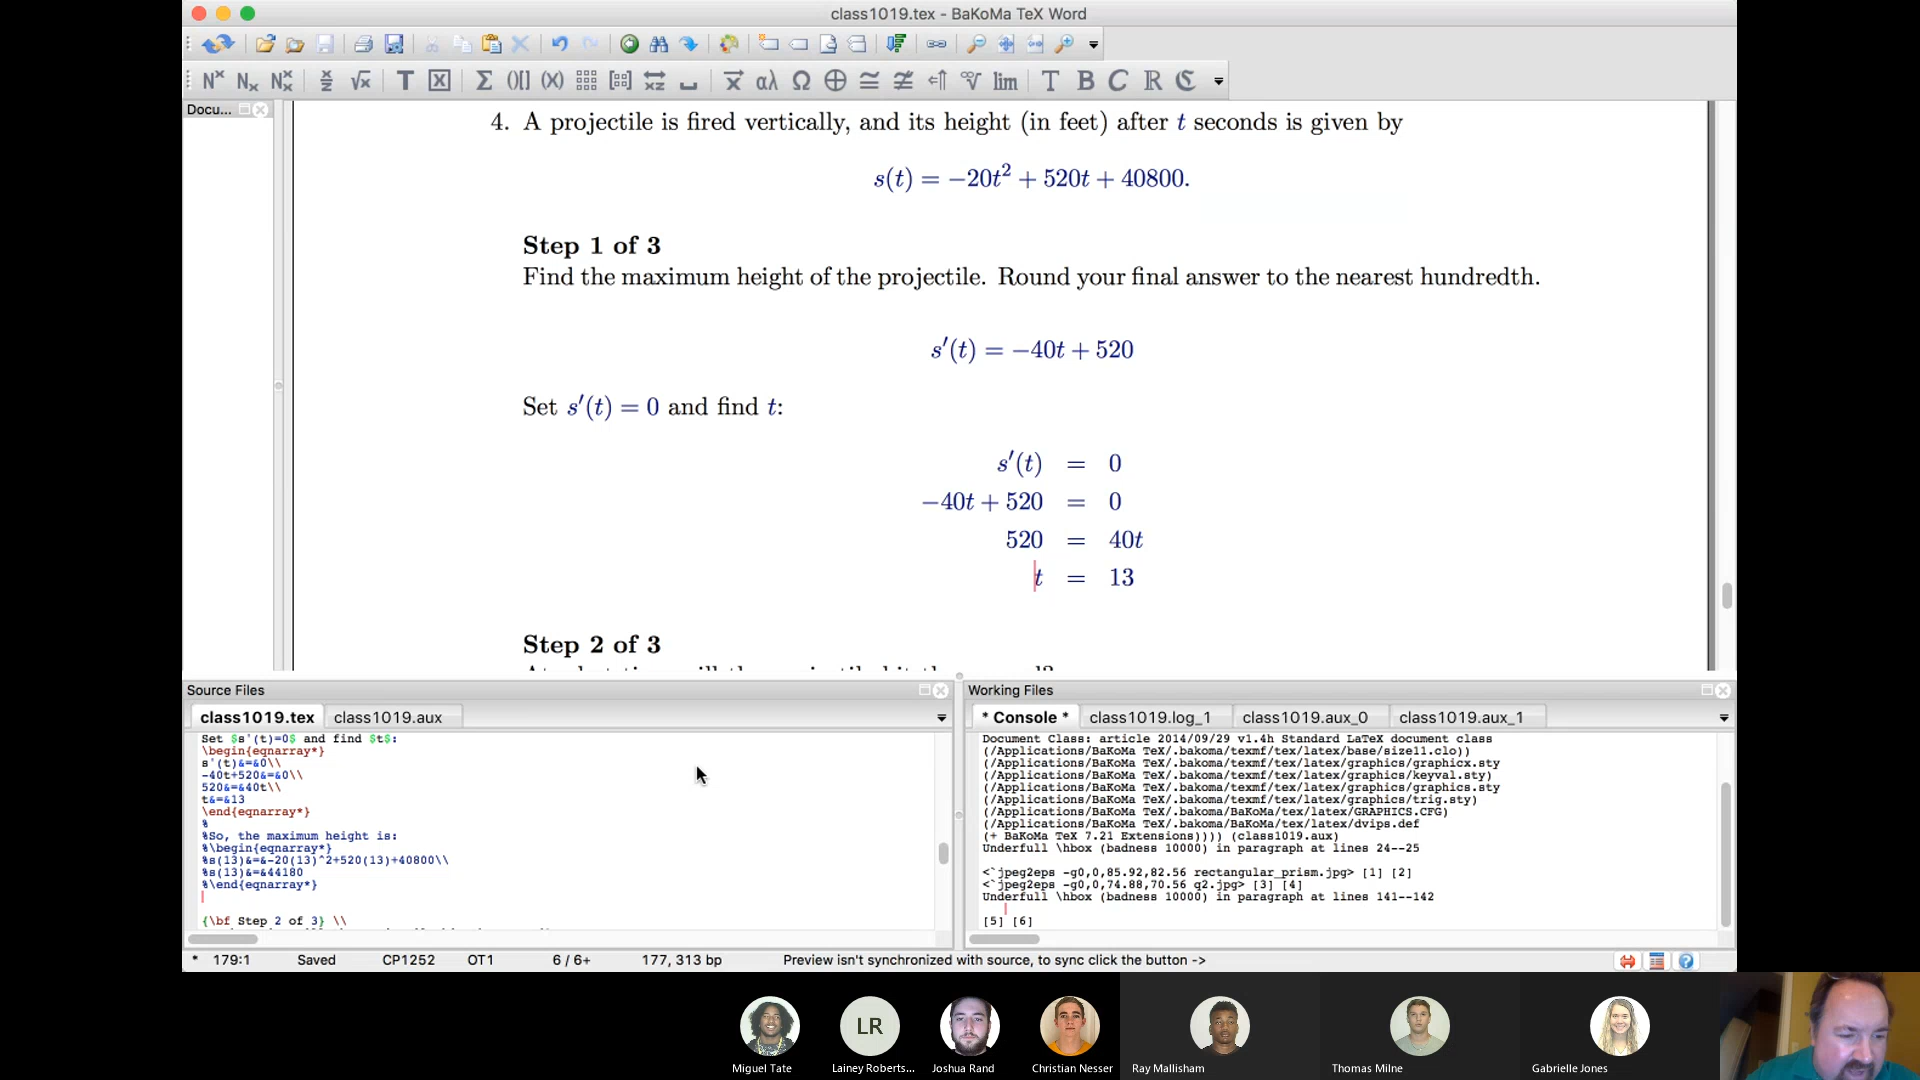 class1019.tex - BaKoMa TeX Word
Docu...
4. A projectile is fired vertically, and its height (in feet) after t seconds is given by
s(t) = −20t² + 520t + 40800.
Step 1 of 3
Find the maximum height of the projectile. Round your final answer to the nearest hundredth.
s′(t) = −40t + 520
Set s′(t) = 0 and find t:
s′(t) = 0
−40t + 520 = 0
520 = 40t
t = 13
Step 2 of 3
Source Files
class1019.tex class1019.aux
Set $s'(t)=0$ and find $t$:
\begin{eqnarray*}
s'(t)&=&0\\
-40t+520&=&0\\
520&=&40t\\
t&=&13
\end{eqnarray*}
%
%So, the maximum height is:
%\begin{eqnarray*}
%s(13)&=&-20(13)^2+520(13)+40800\\
%s(13)&=&44180
%\end{eqnarray*}
{\bf Step 2 of 3} \\
Working Files
* Console * class1019.log_1 class1019.aux_0 class1019.aux_1
Document Class: article 2014/09/29 v1.4h Standard LaTeX document class
(/Applications/BaKoMa TeX/.bakoma/texmf/tex/latex/base/size11.clo))
(/Applications/BaKoMa TeX/.bakoma/texmf/tex/latex/graphics/graphicx.sty
(/Applications/BaKoMa TeX/.bakoma/texmf/tex/latex/graphics/keyval.sty)
(/Applications/BaKoMa TeX/.bakoma/texmf/tex/latex/graphics/graphics.sty
(/Applications/BaKoMa TeX/.bakoma/texmf/tex/latex/graphics/trig.sty)
(/Applications/BaKoMa TeX/.bakoma/BaKoMa/tex/latex/GRAPHICS.CFG)
(/Applications/BaKoMa TeX/.bakoma/BaKoMa/tex/latex/dvips.def
(+ BaKoMa TeX 7.21 Extensions)))) (class1019.aux)
Underfull \hbox (badness 10000) in paragraph at lines 24--25
<`jpeg2eps -g0,0,85.92,82.56 rectangular_prism.jpg> [1] [2]
<`jpeg2eps -g0,0,74.88,70.56 q2.jpg> [3] [4]
Underfull \hbox (badness 10000) in paragraph at lines 141--142
[5] [6]
* 179:1 Saved CP1252 OT1 6 / 6+ 177, 313 bp Preview isn't synchronized with source, to sync click the button ->
LR
Miguel Tate Lainey Roberts... Joshua Rand Christian Nesser Ray Mallisham Thomas Milne Gabrielle Jones